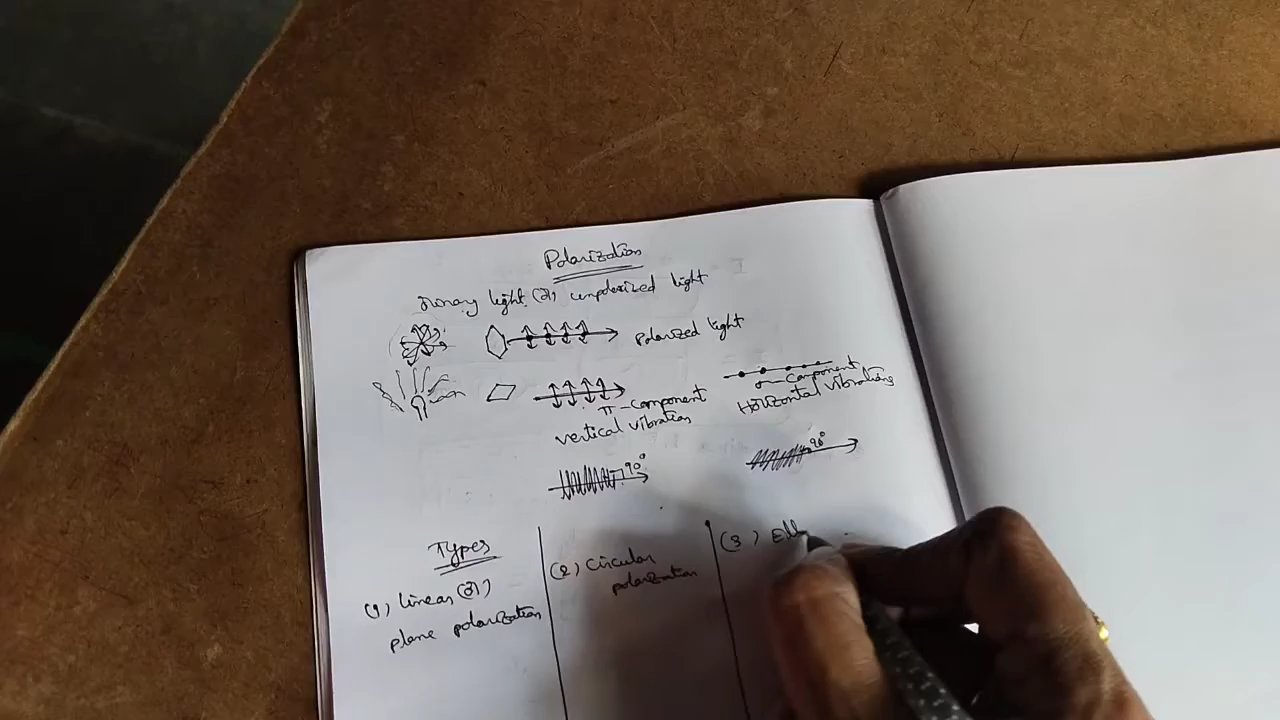 Polarization
light (or) unpolarized light
polarized light
π-component
vertical vibration
σ-component
Horizontal vibrations
90°
90°
Types
(1) linear (or)
plane polarization
(2) Circular
polarization
(3) Ell